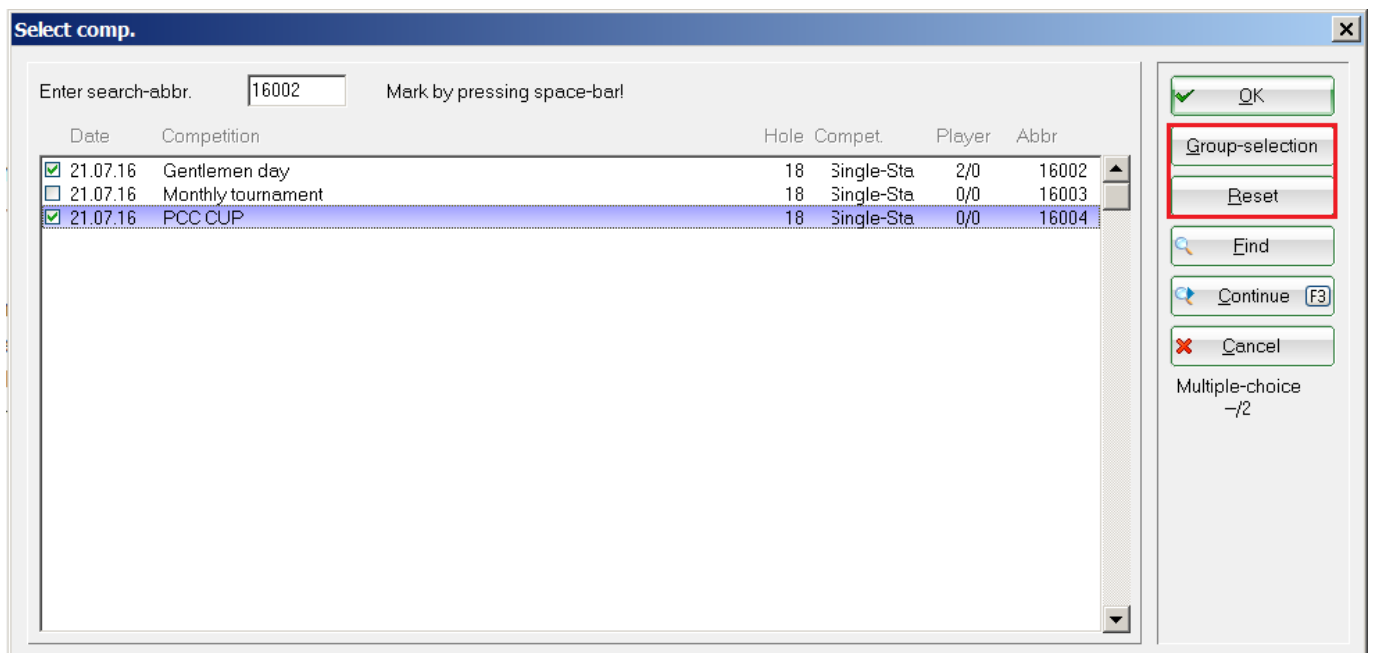 Select comp.
Enter search-abbr. 16002 Mark by pressing space-bar!
Date Competition Hole Compet. Player Abbr
21.07.16 Gentlemen day 18 Single-Sta 2/0 16002
21.07.16 Monthly tournament 18 Single-Sta 0/0 16003
21.07.16 PCC CUP 18 Single-Sta 0/0 16004
OK
Group-selection
Reset
Find
Continue F3
Cancel
Multiple-choice
--/2